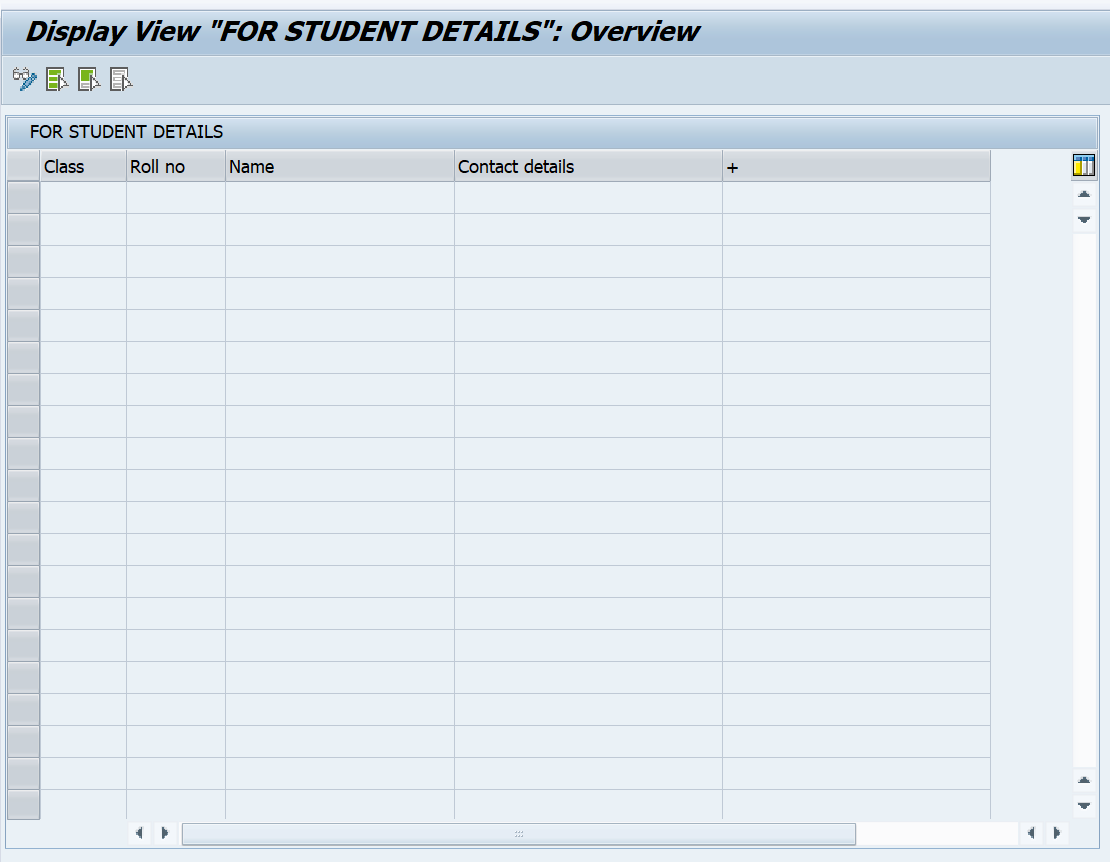 Display View "FOR STUDENT DETAILS": Overview
FOR STUDENT DETAILS
Class Roll no Name Contact details +